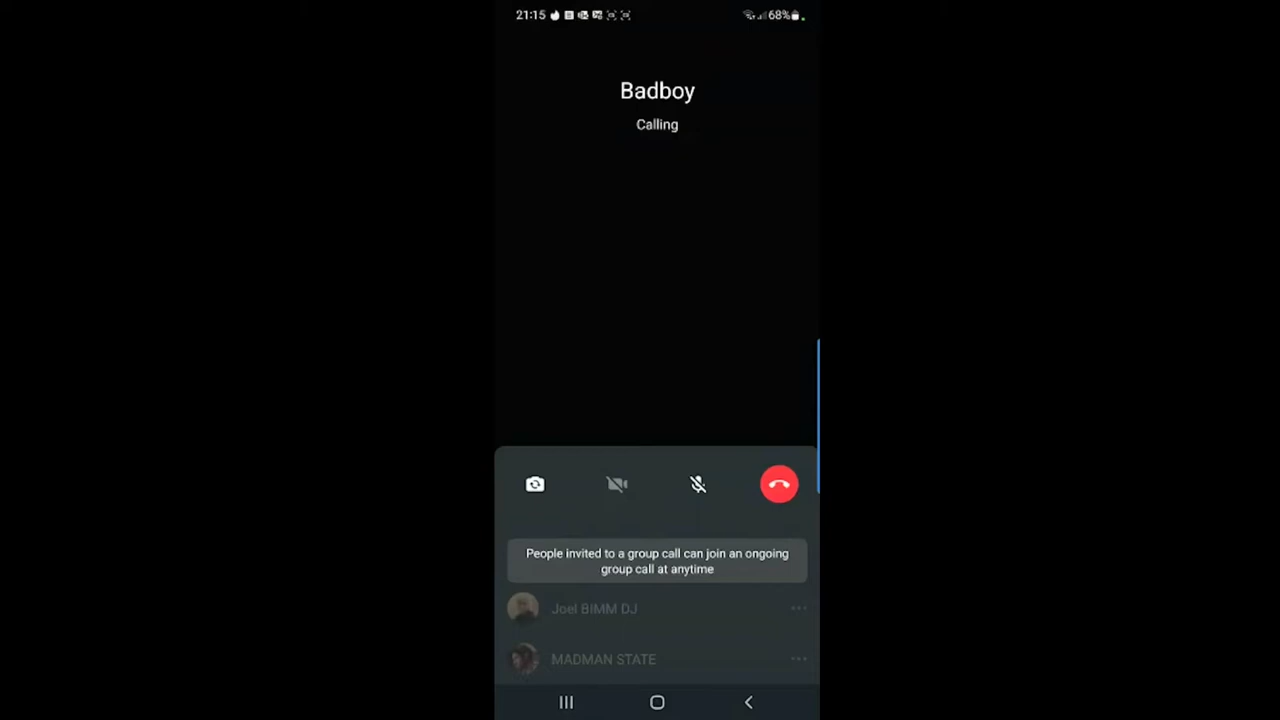 21:15
68%
Badboy
Calling
People invited to a group call can join an ongoing
group call at anytime
Joel BIMM DJ
MADMAN STATE